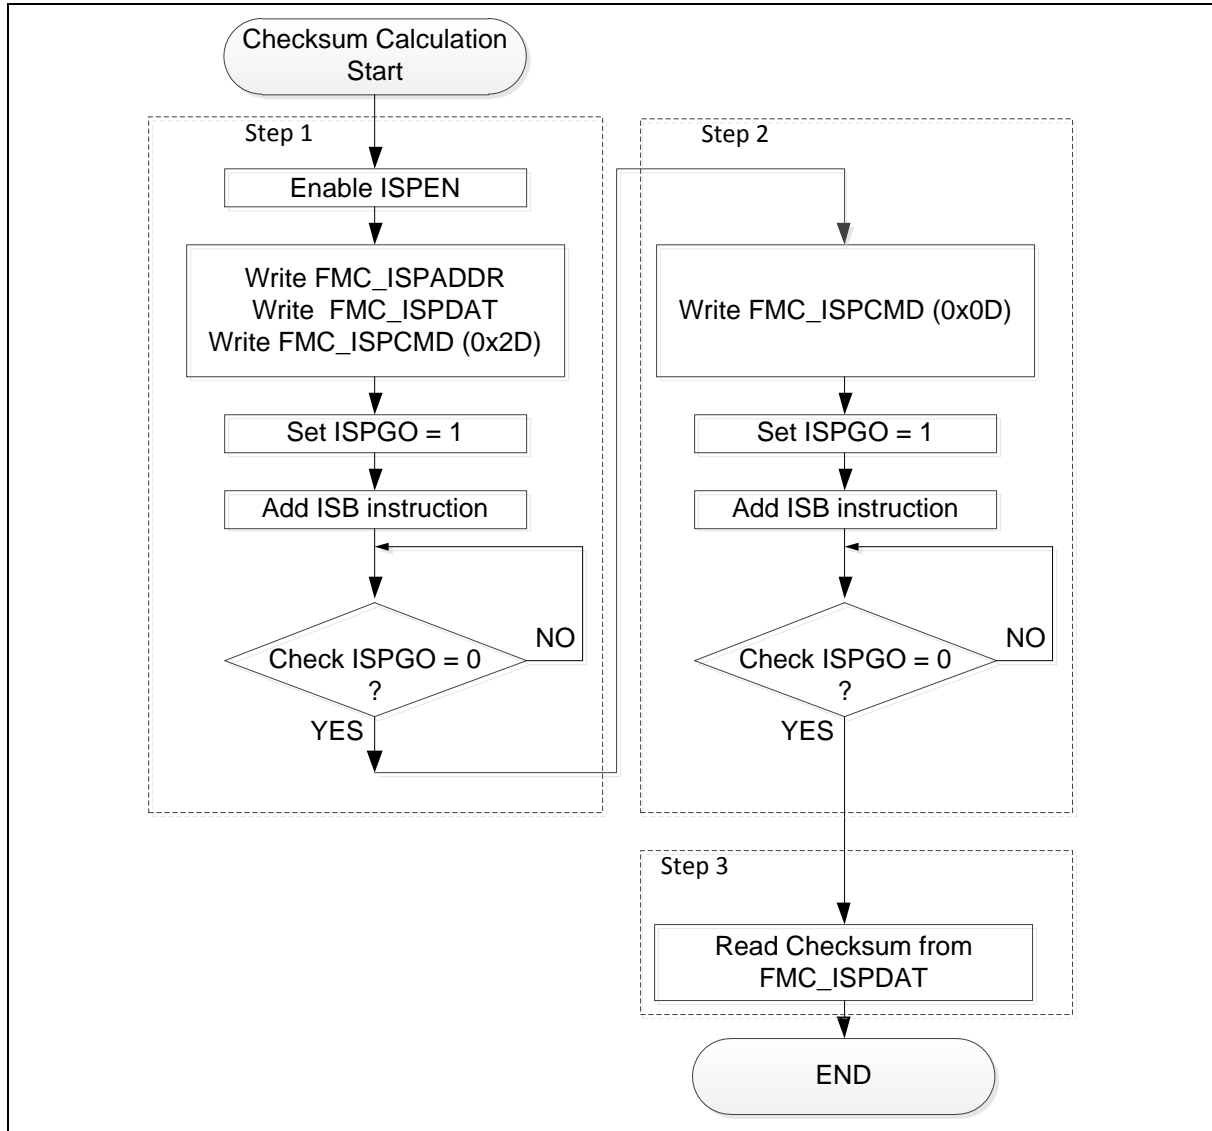 Checksum Calculation
Start
Step 1
Enable ISPEN
Write FMC_ISPADDR
Write  FMC_ISPDAT
Write FMC_ISPCMD (0x2D)
Set ISPGO = 1
Add ISB instruction
NO
Check ISPGO = 0
?
YES
Step 2
Write FMC_ISPCMD (0x0D)
Set ISPGO = 1
Add ISB instruction
NO
Check ISPGO = 0
?
YES
Step 3
Read Checksum from
FMC_ISPDAT
END